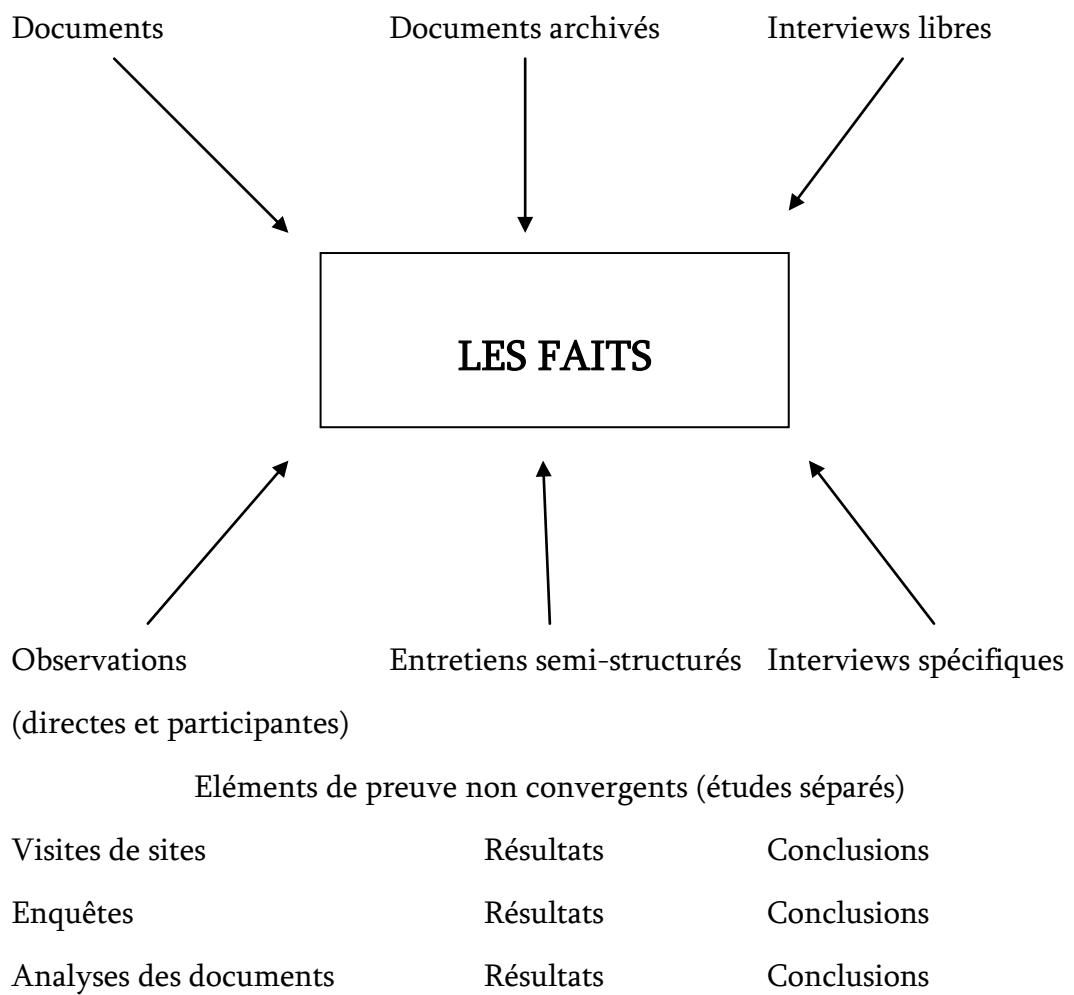 Documents Documents archivés Interviews libres
LES FAITS
Observations Entretiens semi-structurés Interviews spécifiques
(directes et participantes)
Eléments de preuve non convergents (études séparés)
Visites de sites Résultats Conclusions
Enquêtes Résultats Conclusions
Analyses des documents Résultats Conclusions